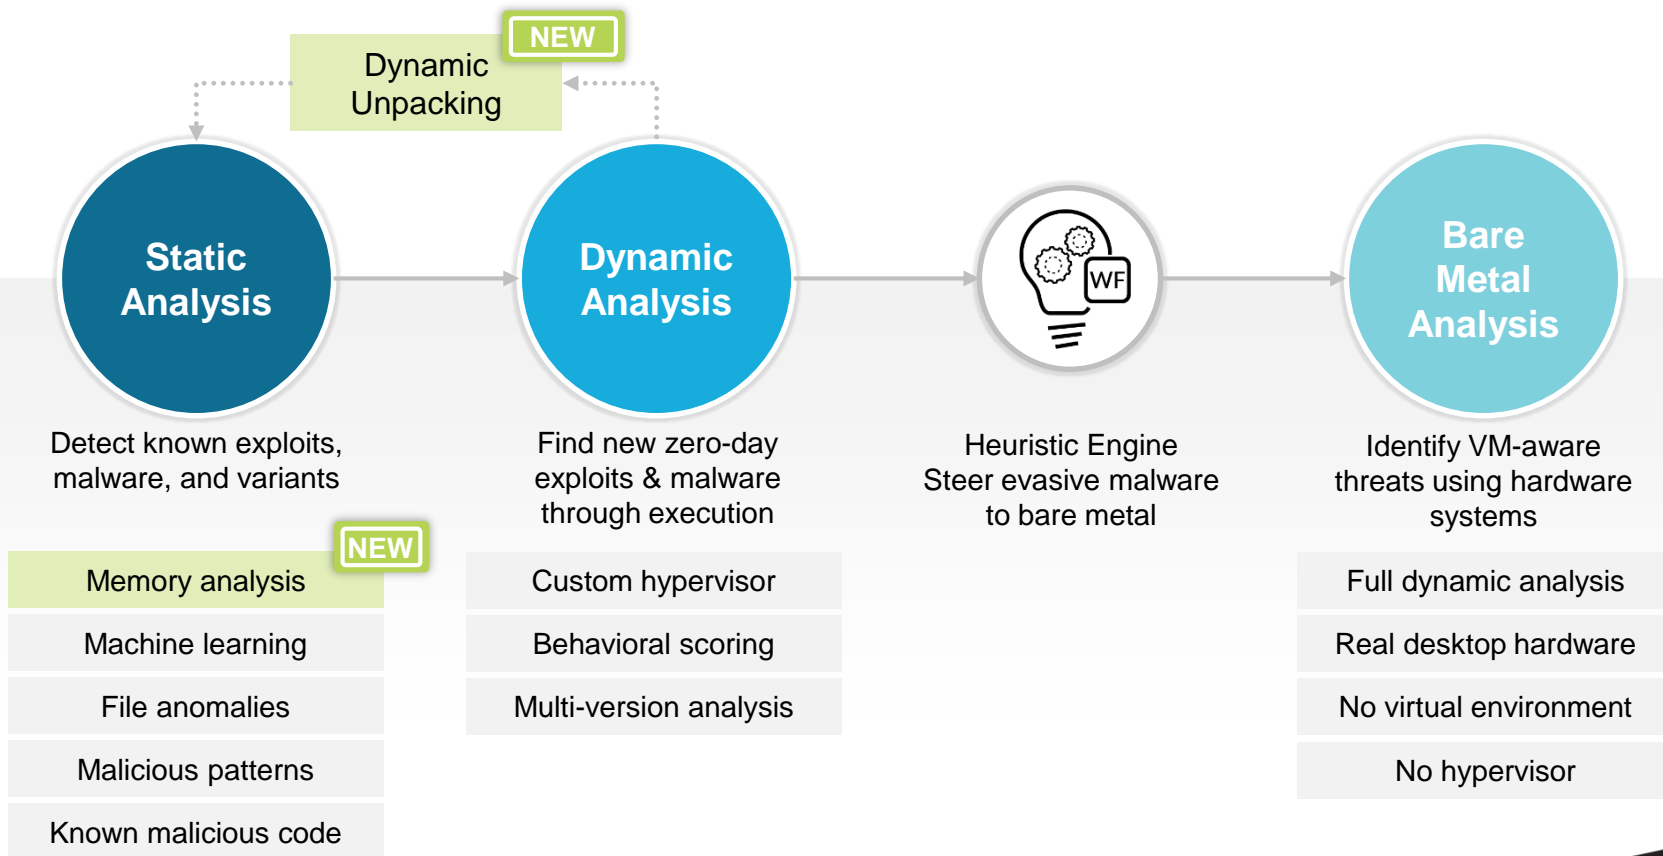 NEW
Dynamic
Unpacking
Static
Analysis
Dynamic
Analysis
WF
Bare
Metal
Analysis
Detect known exploits,
malware, and variants
Find new zero-day
exploits & malware
through execution
Heuristic Engine
Steer evasive malware
to bare metal
Identify VM-aware
threats using hardware
systems
NEW
Memory analysis
Machine learning
File anomalies
Malicious patterns
Known malicious code
Custom hypervisor
Behavioral scoring
Multi-version analysis
Full dynamic analysis
Real desktop hardware
No virtual environment
No hypervisor